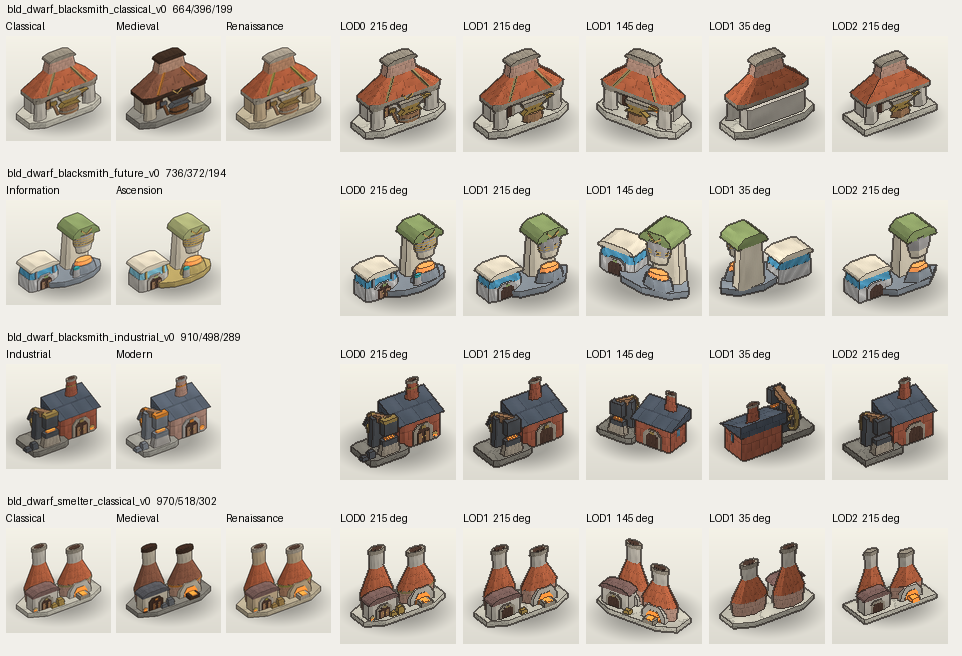 bld_dwarf_blacksmith_classical_v0 664/396/199
Classical Medieval Renaissance LOD0 215 deg LOD1 215 deg LOD1 145 deg LOD1 35 deg LOD2 215 deg
bld_dwarf_blacksmith_future_v0 736/372/194
Information Ascension LOD0 215 deg LOD1 215 deg LOD1 145 deg LOD1 35 deg LOD2 215 deg
bld_dwarf_blacksmith_industrial_v0 910/498/289
Industrial Modern LOD0 215 deg LOD1 215 deg LOD1 145 deg LOD1 35 deg LOD2 215 deg
bld_dwarf_smelter_classical_v0 970/518/302
Classical Medieval Renaissance LOD0 215 deg LOD1 215 deg LOD1 145 deg LOD1 35 deg LOD2 215 deg